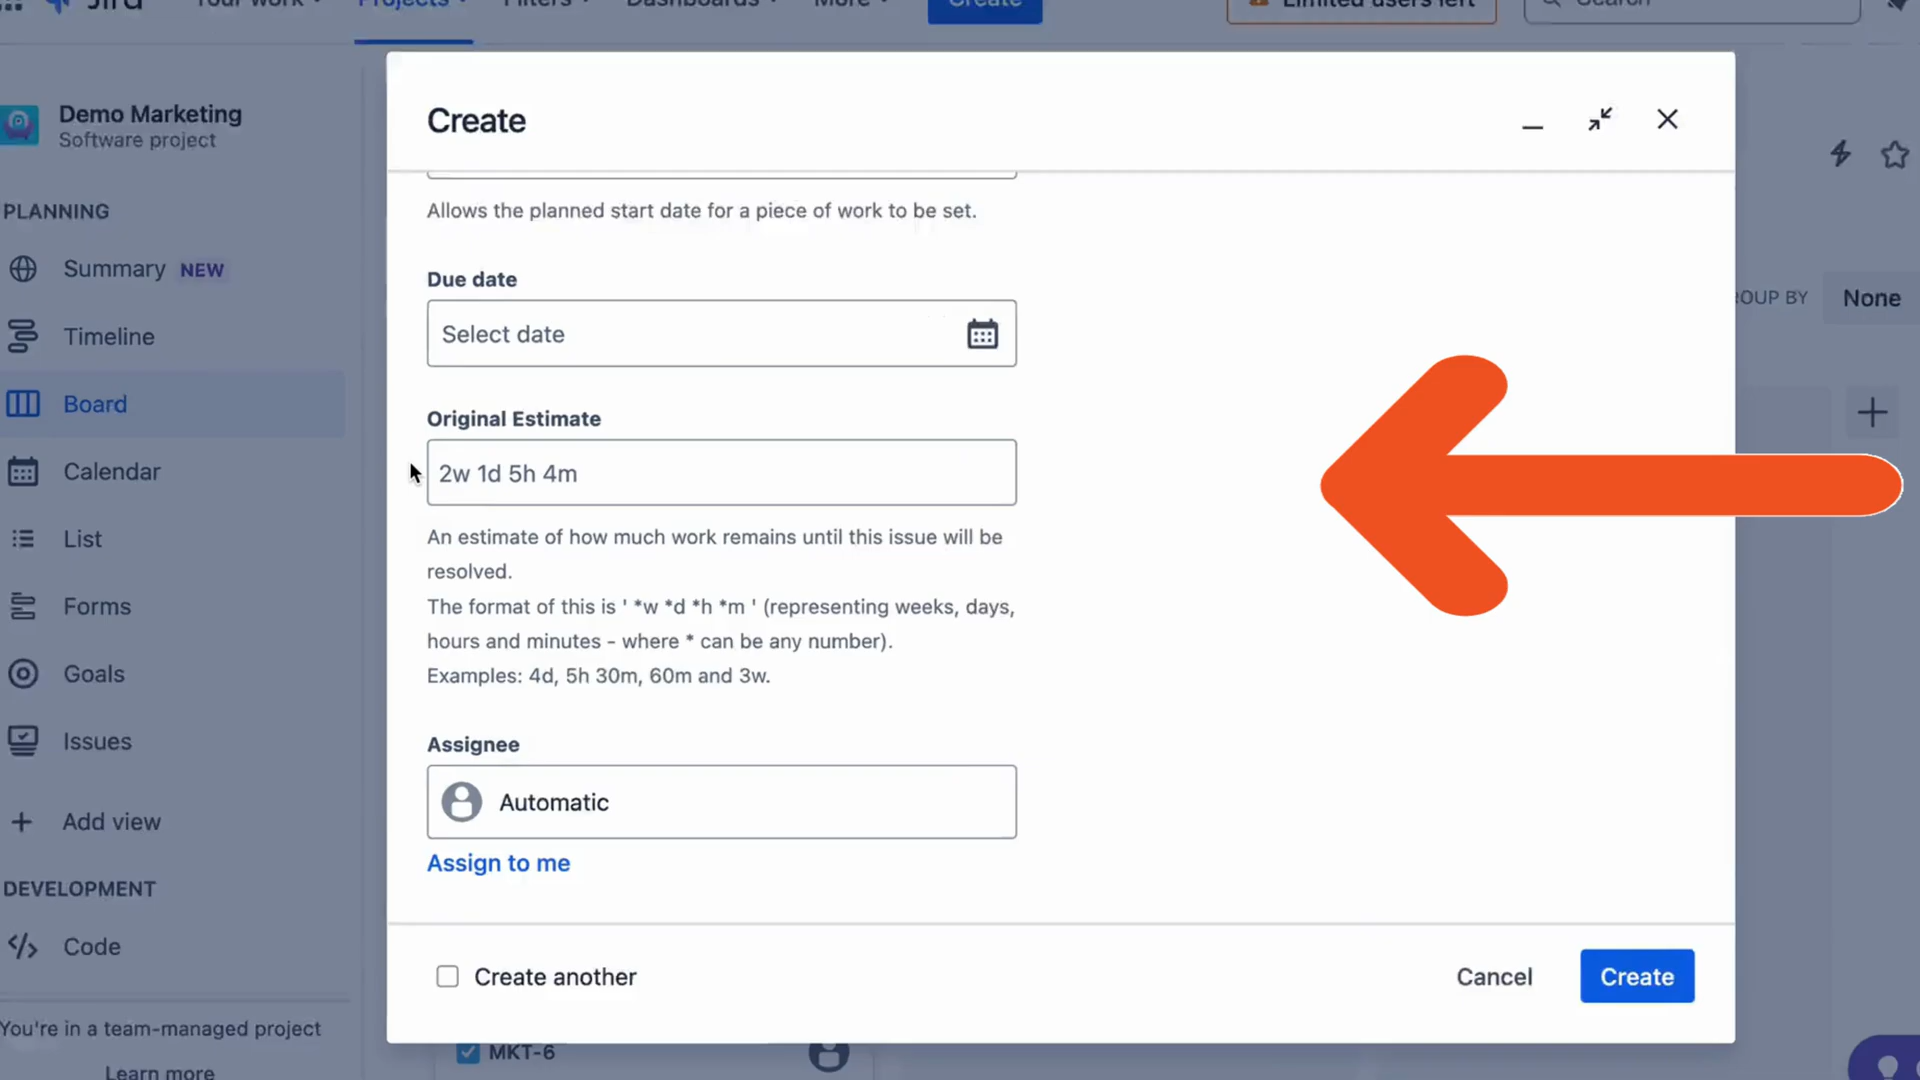 Jira Your work Projects Filters Dashboards More Create Limited users left Search
Demo Marketing
Software project
PLANNING
Summary NEW
Timeline
Board
Calendar
List
Forms
Goals
Issues
Add view
DEVELOPMENT
Code
You're in a team-managed project
Learn more
Create
Allows the planned start date for a piece of work to be set.
Due date
Select date
Original Estimate
2w 1d 5h 4m
An estimate of how much work remains until this issue will be
resolved.
The format of this is ' *w *d *h *m ' (representing weeks, days,
hours and minutes - where * can be any number).
Examples: 4d, 5h 30m, 60m and 3w.
Assignee
Automatic
Assign to me
Create another
Cancel
Create
BY None
MKT-6